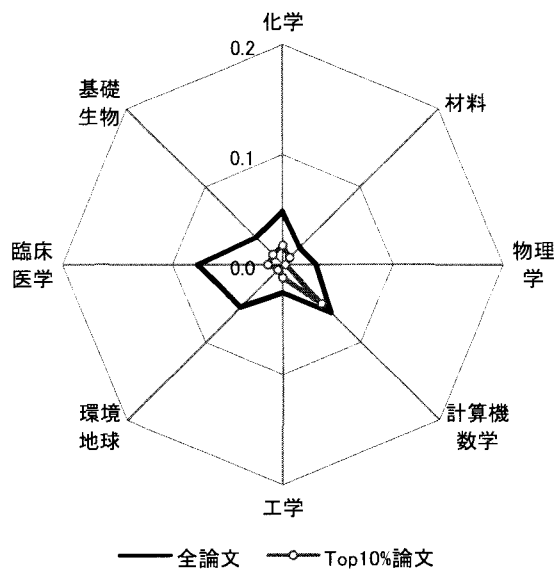 化学
0.2
基礎
生物
材料
0.1
臨床
医学
0.0
物理
学
環境
地球
計算機
数学
工学
全論文
Top10%論文